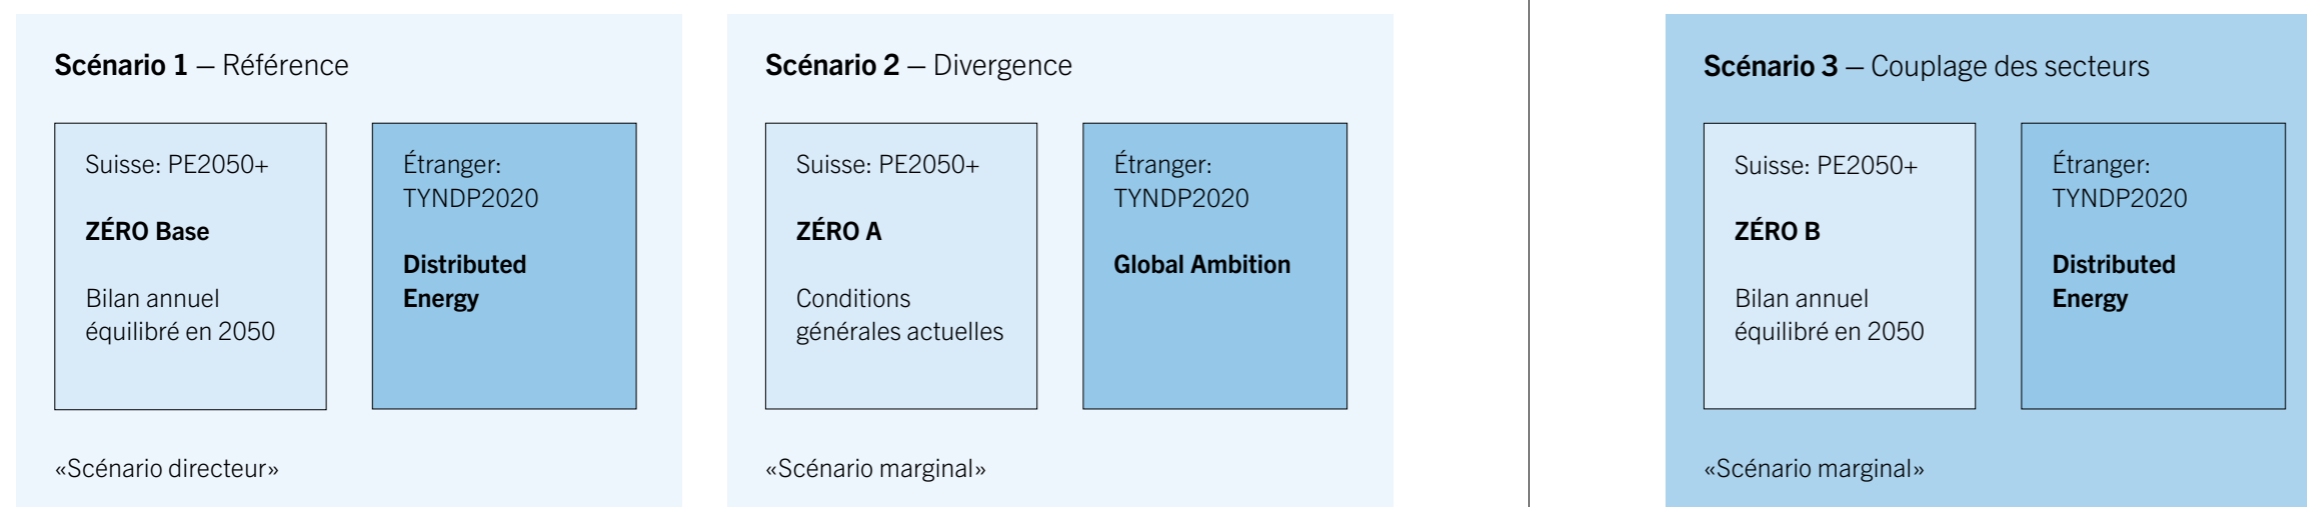 Scénario 1 – Référence
Suisse: PE2050+
ZÉRO Base
Bilan annuel
équilibré en 2050
Étranger:
TYNDP2020
Distributed
Energy
«Scénario directeur»
Scénario 2 – Divergence
Suisse: PE2050+
ZÉRO A
Conditions
générales actuelles
Étranger:
TYNDP2020
Global Ambition
«Scénario marginal»
Scénario 3 – Couplage des secteurs
Suisse: PE2050+
ZÉRO B
Bilan annuel
équilibré en 2050
Étranger:
TYNDP2020
Distributed
Energy
«Scénario marginal»